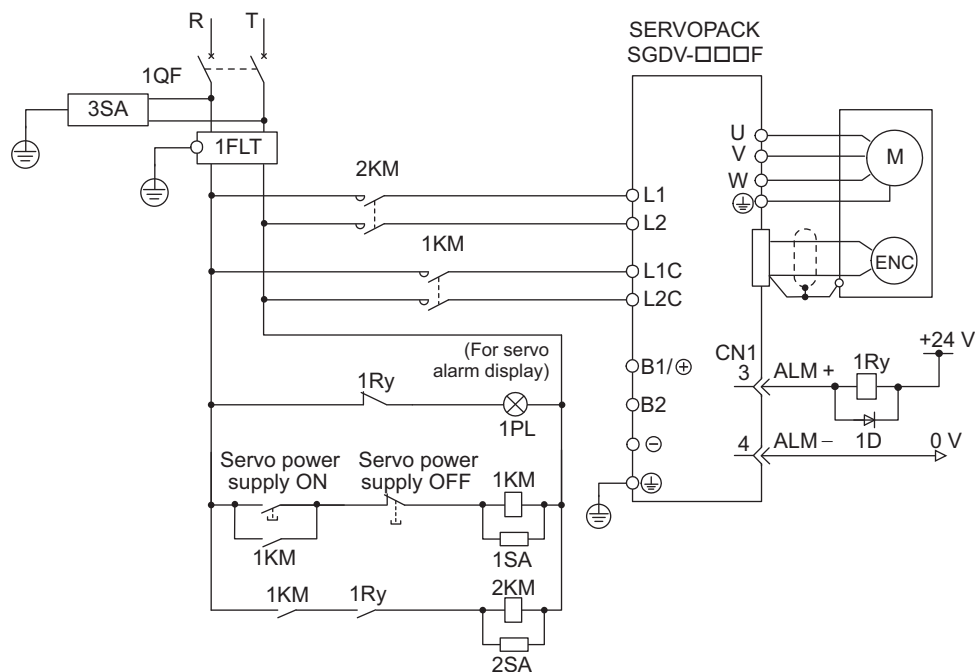 R T
SERVOPACK
SGDV-□□□F
1QF
3SA
1FLT
U
V
M
2KM
W
L1
L2
1KM
ENC
L1C
L2C
(For servo
alarm display)
CN1
+24 V
1Ry
B1/⊕
3 ALM +
1Ry
B2
1PL
1D
⊖
4 ALM − 0 V
Servo power
supply ON
Servo power
supply OFF
1KM
1KM
1SA
1KM
1Ry
2KM
2SA